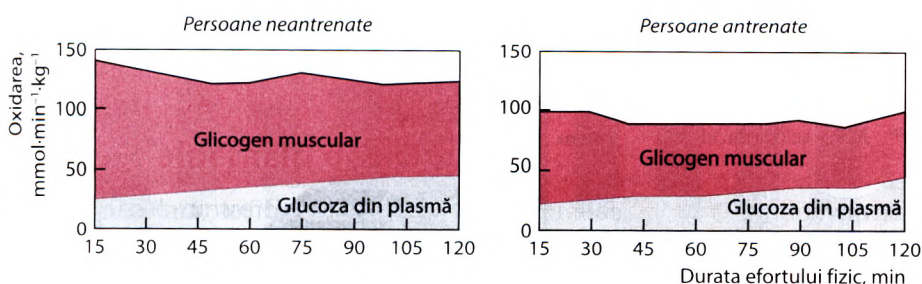 Persoane neantrenate
Oxidarea,
mmol·min⁻¹·kg⁻¹
150
100
50
0
Glicogen muscular
Glucoza din plasmă
15 30 45 60 75 90 105 120
Persoane antrenate
150
100
50
0
Glicogen muscular
Glucoza din plasmă
15 30 45 60 75 90 105 120
Durata efortului fizic, min